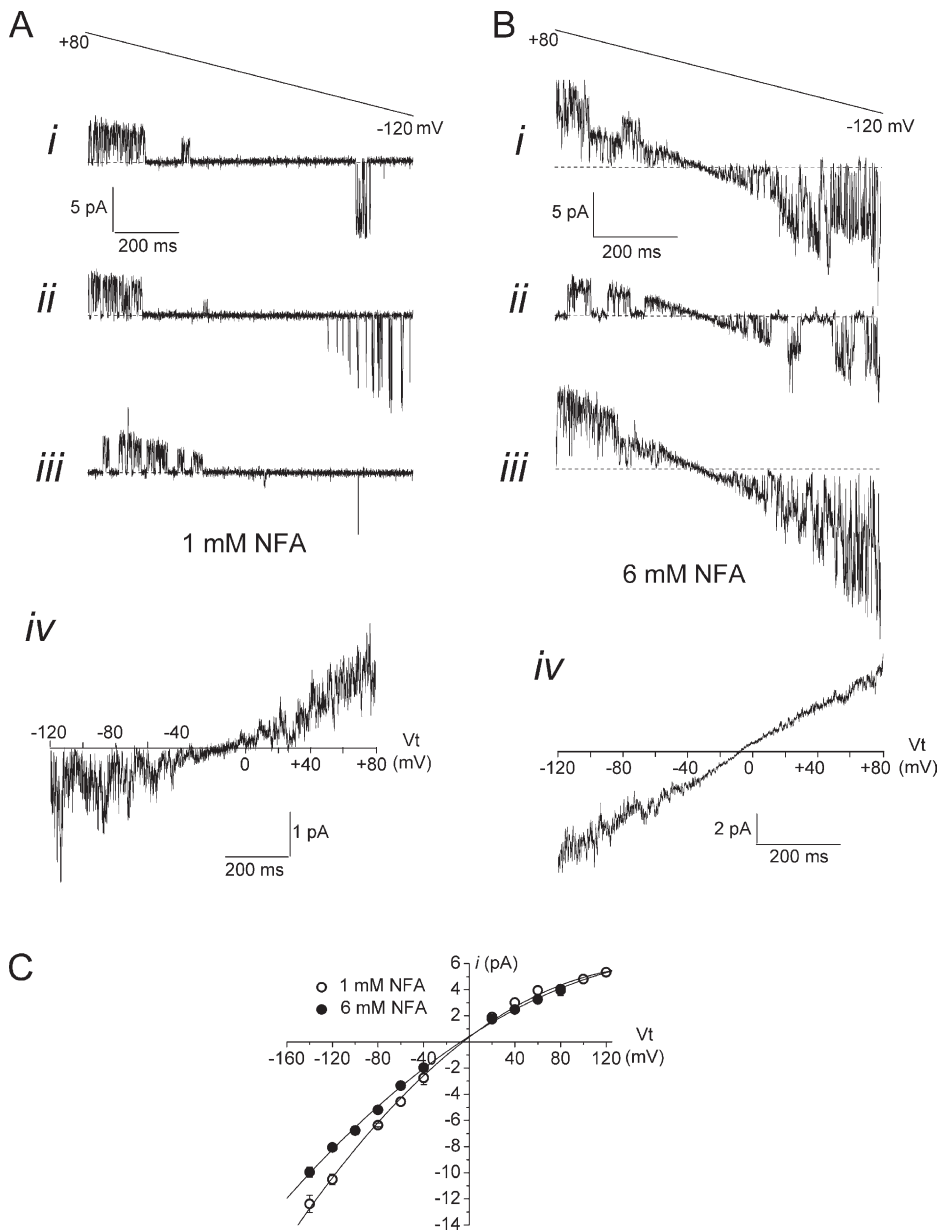 A
+80
-120 mV
i
5 pA
200 ms
ii
iii
1 mM NFA
iv
-120
-80
-40
0
+40
+80
Vt
(mV)
1 pA
200 ms
B
+80
-120 mV
i
5 pA
200 ms
ii
iii
6 mM NFA
iv
-120
-80
-40
0
+40
+80
Vt
(mV)
2 pA
200 ms
C
1 mM NFA
6 mM NFA
i (pA)
6
4
2
-2
-4
-6
-8
-10
-12
-14
-160
-120
-80
-40
40
80
120
Vt
(mV)